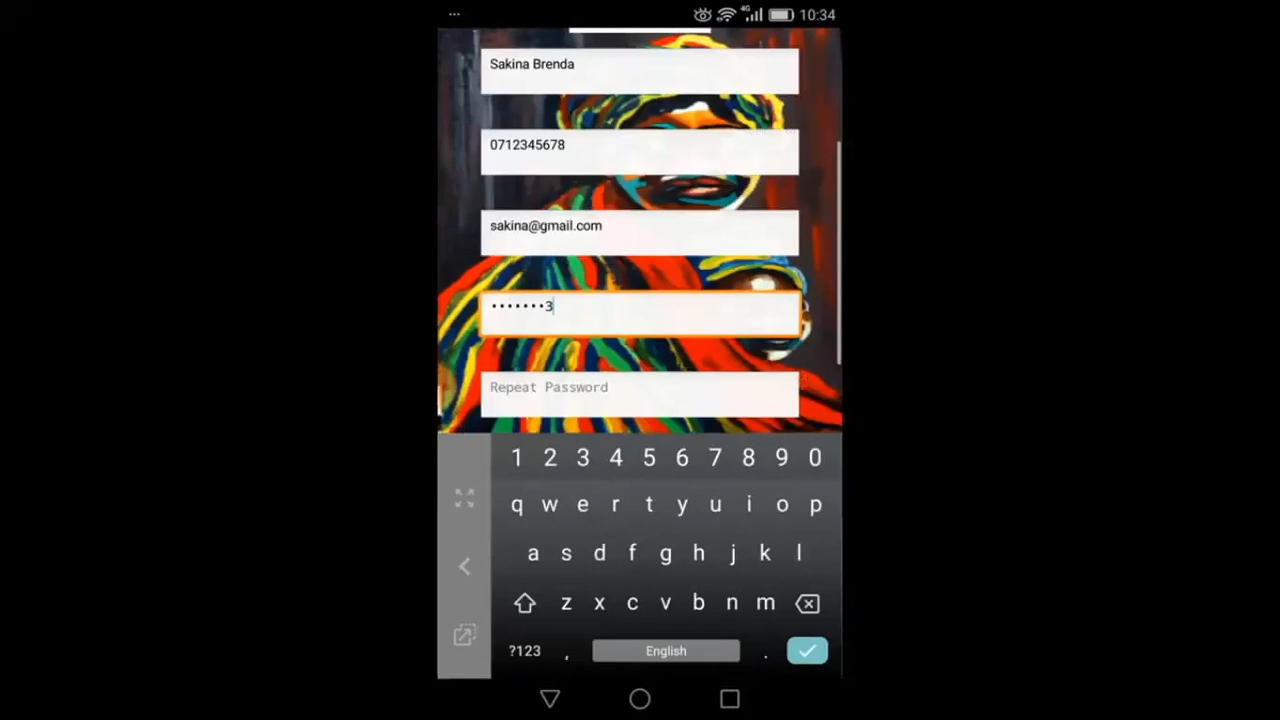 ... 4G 10:34
Sakina Brenda
0712345678
sakina@gmail.com
•••••••3
Repeat Password
1 2 3 4 5 6 7 8 9 0
q w e r t y u i o p
a s d f g h j k l
z x c v b n m
?123 , English .